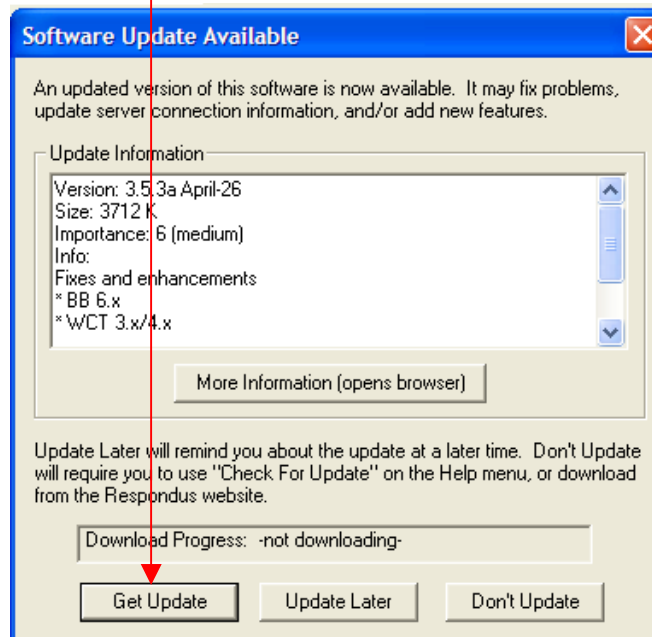 Software Update Available
An updated version of this software is now available. It may fix problems,
update server connection information, and/or add new features.
Update Information
Version: 3.5.3a April-26
Size: 3712 K
Importance: 6 (medium)
Info:
Fixes and enhancements
* BB 6.x
* WCT 3.x/4.x
More Information (opens browser)
Update Later will remind you about the update at a later time. Don't Update
will require you to use "Check For Update" on the Help menu, or download
from the Respondus website.
Download Progress: -not downloading-
Get Update Update Later Don't Update